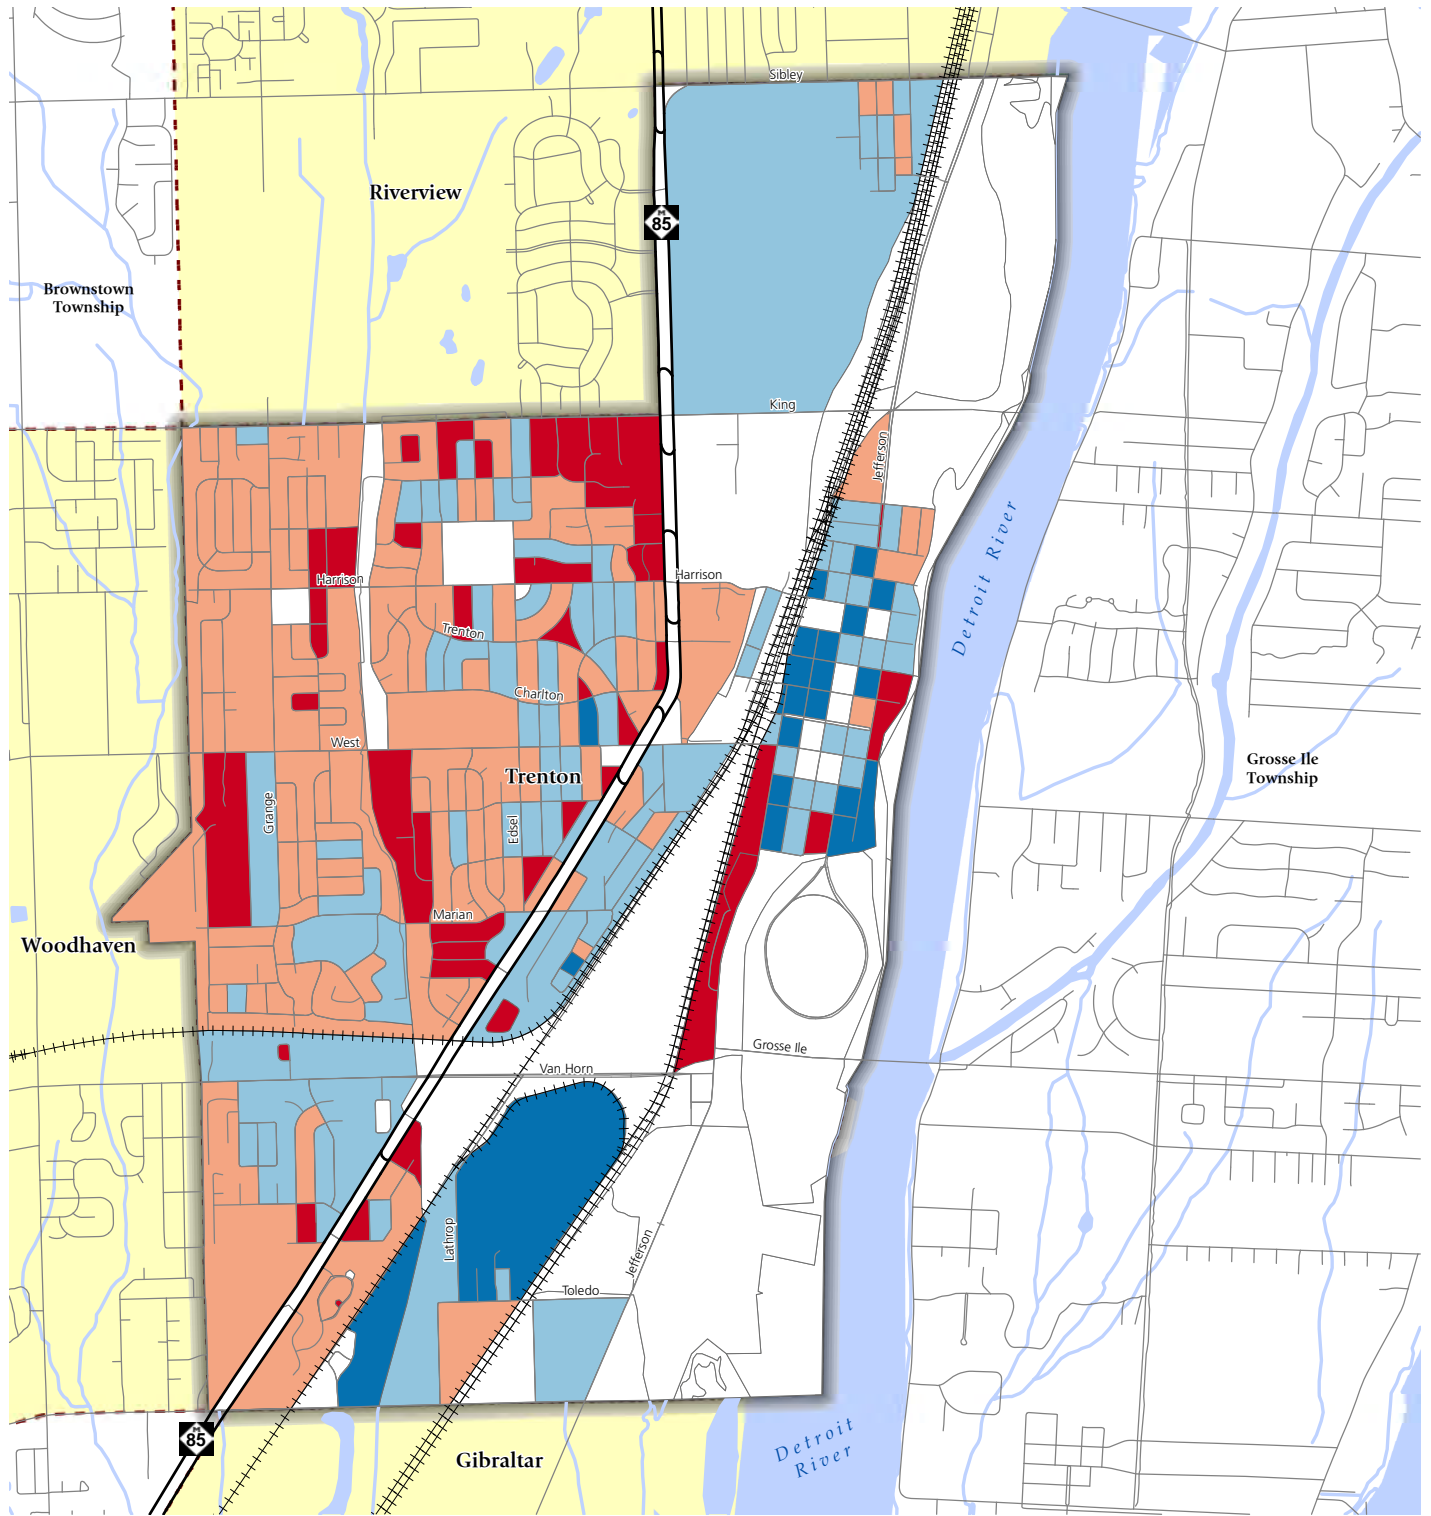 Sibley
Riverview
M
85
Brownstown
Township
King
Jefferson
Detroit River
Harrison
Harrison
Trenton
Charlton
West
Trenton
Grosse Ile
Township
Grange
Edsel
Marian
Woodhaven
Grosse Ile
Van Horn
Lathrop
Jefferson
Toledo
M
85
Gibraltar
Detroit
River